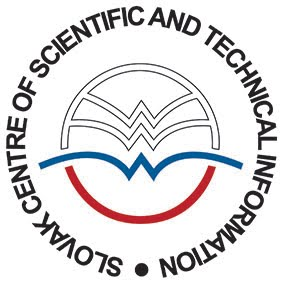 SLOVAK CENTRE OF SCIENTIFIC AND TECHNICAL INFORMATION •